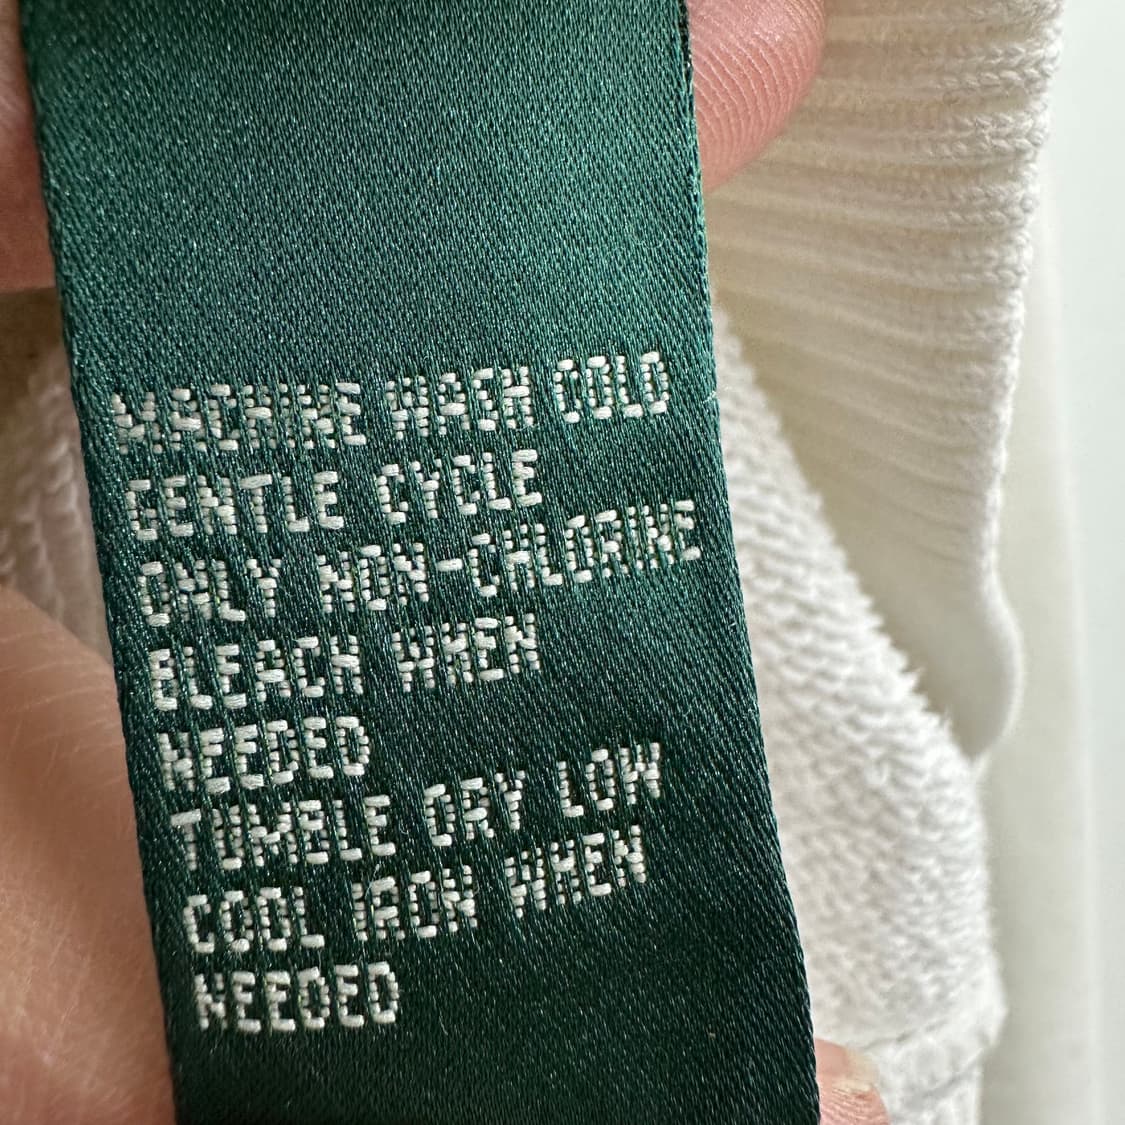 MACHINE WASH COLD
GENTLE CYCLE
ONLY NON-CHLORINE
BLEACH WHEN
NEEDED
TUMBLE DRY LOW
COOL IRON WHEN
NEEDED